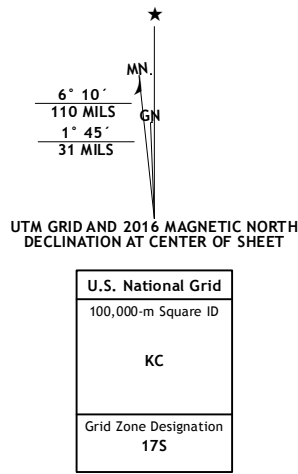 MN.
6° 10´
110 MILS
GN
1° 45´
31 MILS
UTM GRID AND 2016 MAGNETIC NORTH
DECLINATION AT CENTER OF SHEET
U.S. National Grid
100,000-m Square ID
KC
Grid Zone Designation
17S